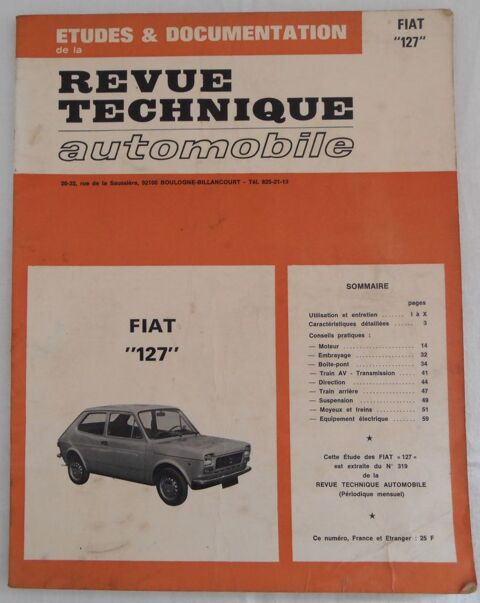 ETUDES & DOCUMENTATION
de la
FIAT
"127"
REVUE
TECHNIQUE
automobile
20-22, rue de la Saussière, 92100 BOULOGNE-BILLANCOURT - Tél. 825-21-13
FIAT
"127"
SOMMAIRE
pages
Utilisation et entretien ...... I à X
Caractéristiques détaillées ...... 3
Conseils pratiques :
— Moteur .................. 14
— Embrayage .................. 32
— Boîte-pont .................. 34
— Train AV - Transmission .... 41
— Direction .................. 44
— Train arrière .................. 47
— Suspension .................. 49
— Moyeux et freins ............ 51
— Equipement électrique ........ 59
★
Cette Étude des FIAT « 127 »
est extraite du N° 319
de la
REVUE TECHNIQUE AUTOMOBILE
(Périodique mensuel)
★
Ce numéro, France et Etranger : 25 F